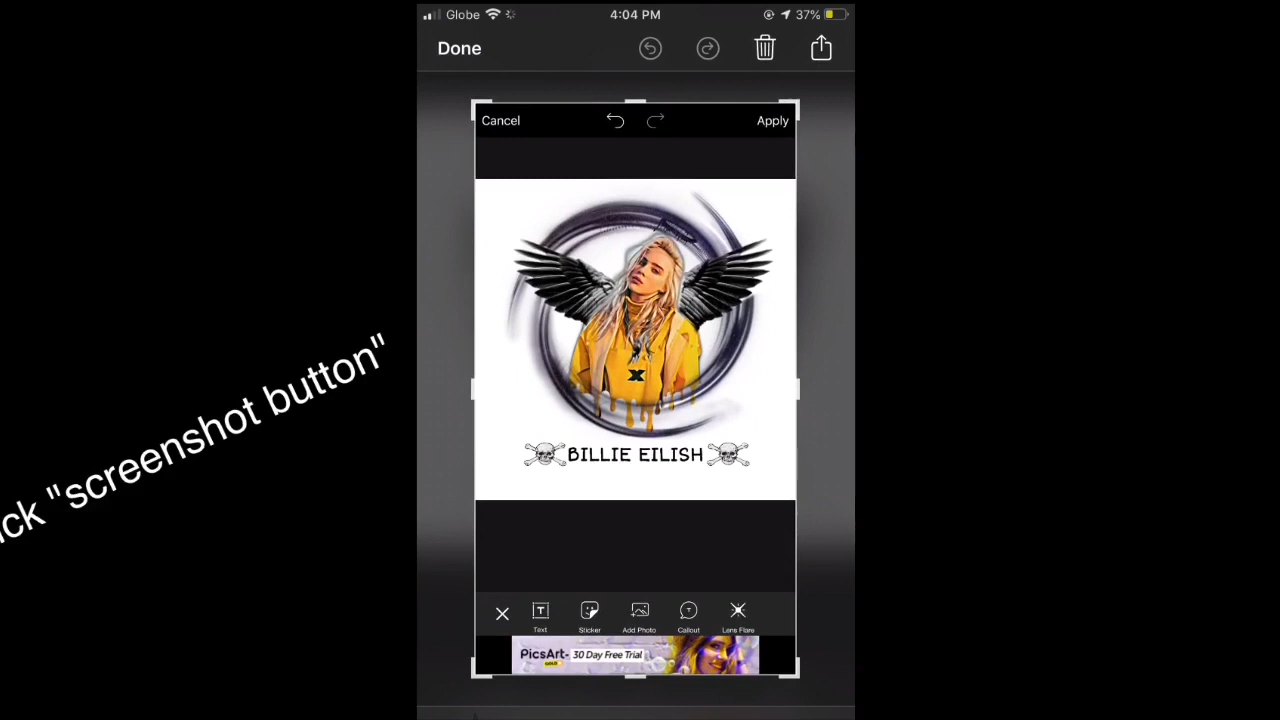 Globe
4:04 PM
37%
Done
Cancel
Apply
BILLIE EILISH
Text
Sticker
Add Photo
Callout
Lens Flare
PicsArt- 30 Day Free Trial
GOLD
"screenshot button"